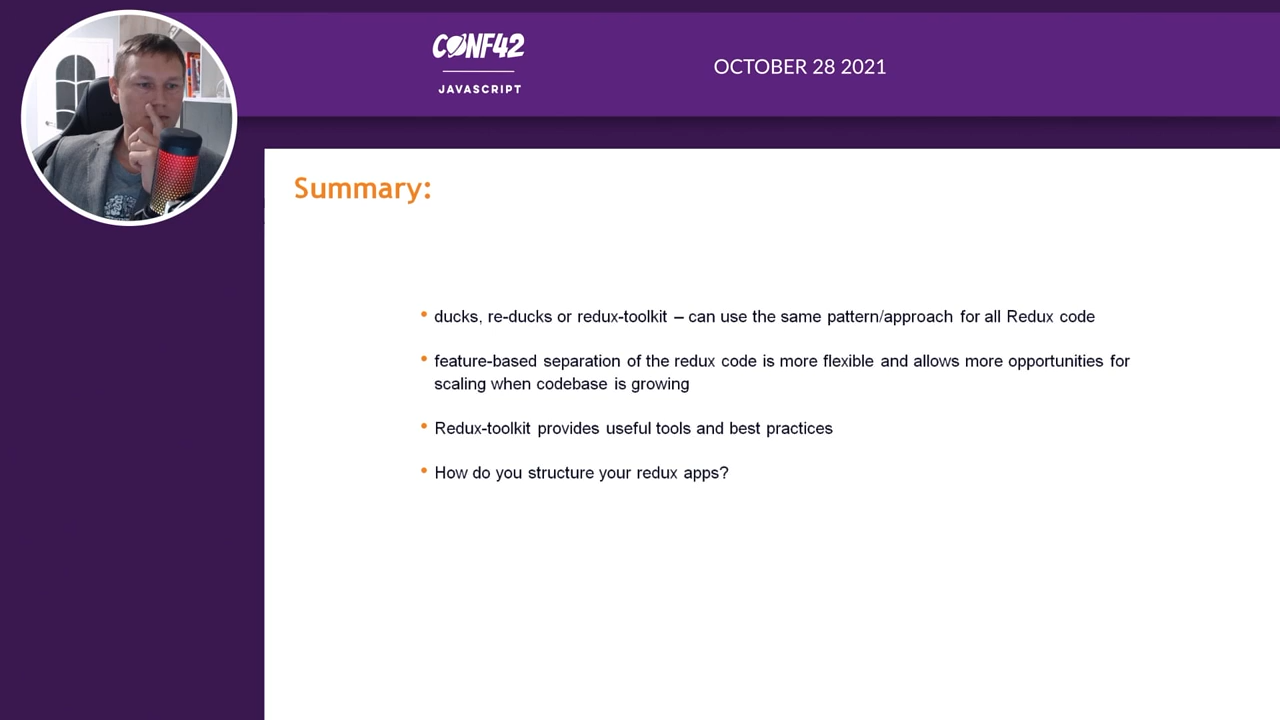 CONF42
JAVASCRIPT
OCTOBER 28 2021
Summary:
• ducks, re-ducks or redux-toolkit – can use the same pattern/approach for all Redux code
• feature-based separation of the redux code is more flexible and allows more opportunities for
scaling when codebase is growing
• Redux-toolkit provides useful tools and best practices
• How do you structure your redux apps?